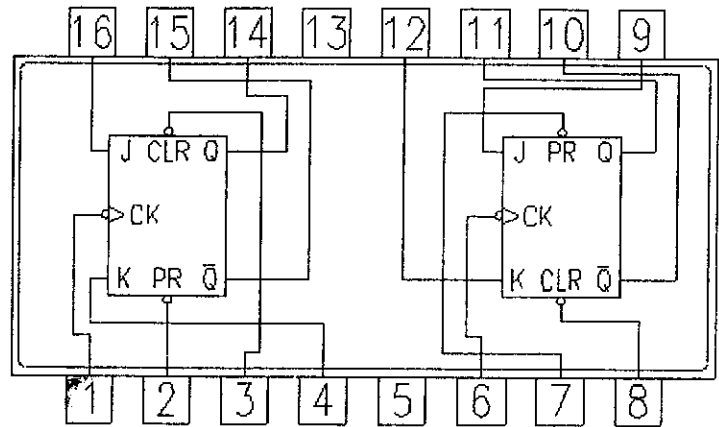 16 15 14 13 12 11 10 9
J CLR Q J PR Q
CK CK
K PR Q̅ K CLR Q̅
1 2 3 4 5 6 7 8